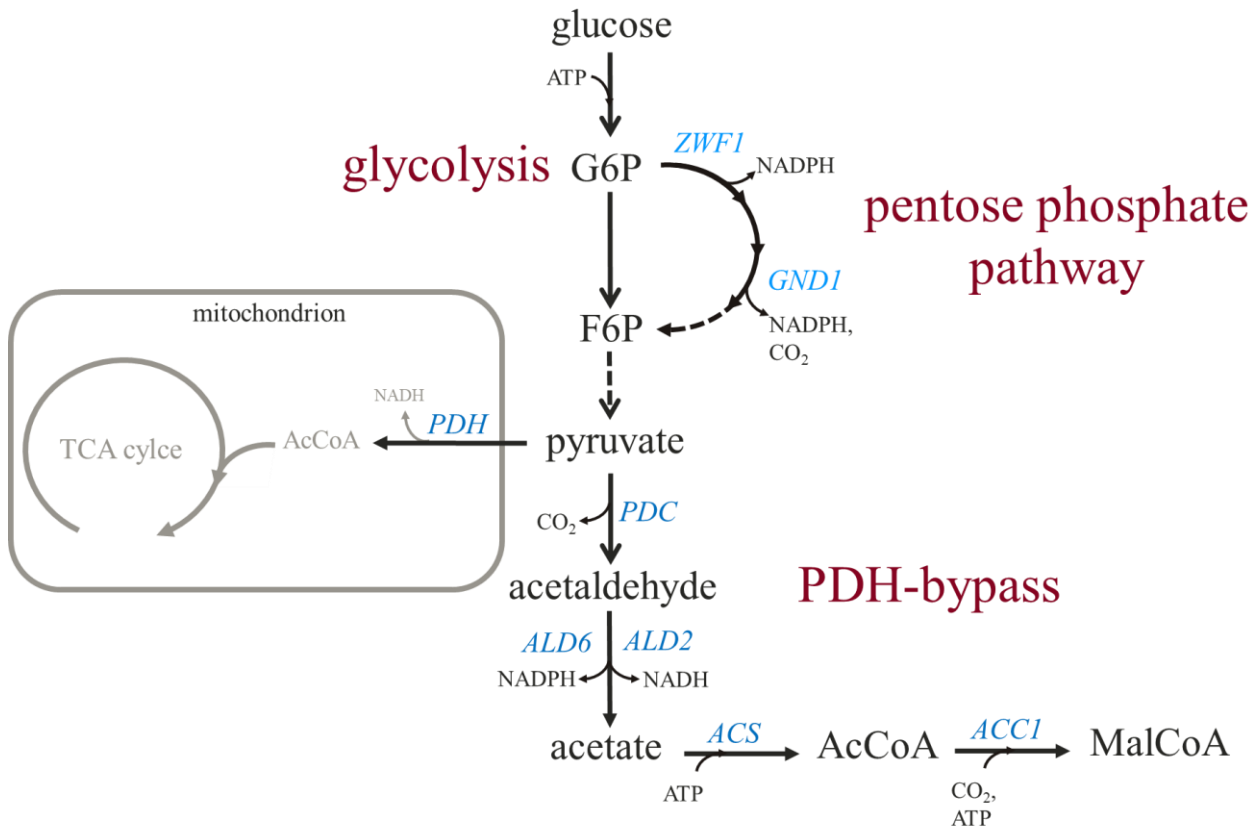 glucose
ATP
ZWF1
glycolysis
G6P
NADPH
pentose phosphate
pathway
GND1
mitochondrion
F6P
NADPH,
CO₂
NADH
PDH
TCA cylce
AcCoA
pyruvate
CO₂
PDC
acetaldehyde
PDH-bypass
ALD6
ALD2
NADPH
NADH
acetate
ACS
AcCoA
ACC1
MalCoA
ATP
CO₂,
ATP